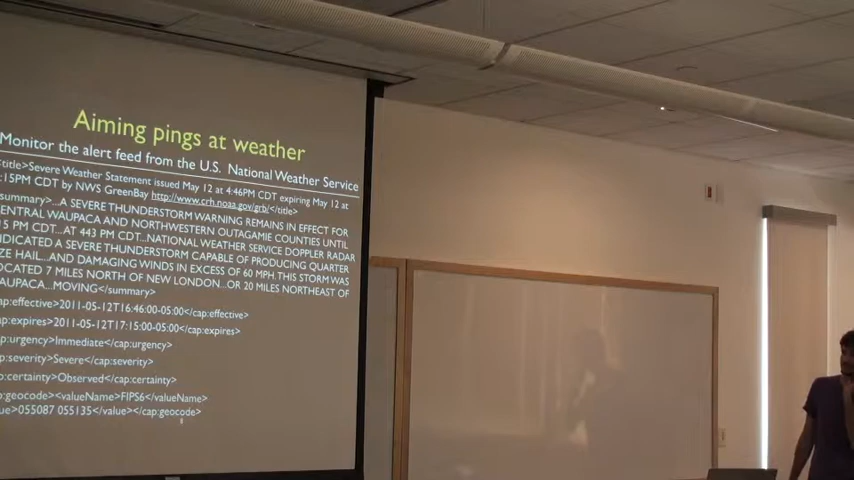 Aiming pings at weather
Monitor the alert feed from the U.S. National Weather Service
title>Severe Weather Statement issued May 12 at 4:46PM CDT expiring May 12 at
:15PM CDT by NWS GreenBay http://www.crh.noaa.gov/grb/</title>
summary>...A SEVERE THUNDERSTORM WARNING REMAINS IN EFFECT FOR
ENTRAL WAUPACA AND NORTHWESTERN OUTAGAMIE COUNTIES UNTIL
15 PM CDT...AT 443 PM CDT...NATIONAL WEATHER SERVICE DOPPLER RADAR
NDICATED A SEVERE THUNDERSTORM CAPABLE OF PRODUCING QUARTER
ZE HAIL...AND DAMAGING WINDS IN EXCESS OF 60 MPH. THIS STORM WAS
OCATED 7 MILES NORTH OF NEW LONDON...OR 20 MILES NORTHEAST OF
AUPACA...MOVING</summary>
cap:effective>2011-05-12T16:46:00-05:00</cap:effective>
cap:expires>2011-05-12T17:15:00-05:00</cap:expires>
p:urgency>Immediate</cap:urgency>
p:severity>Severe</cap:severity>
p:certainty>Observed</cap:certainty>
p:geocode><valueName>FIPS6</valueName>
ue>055087 055135</value></cap:geocode>